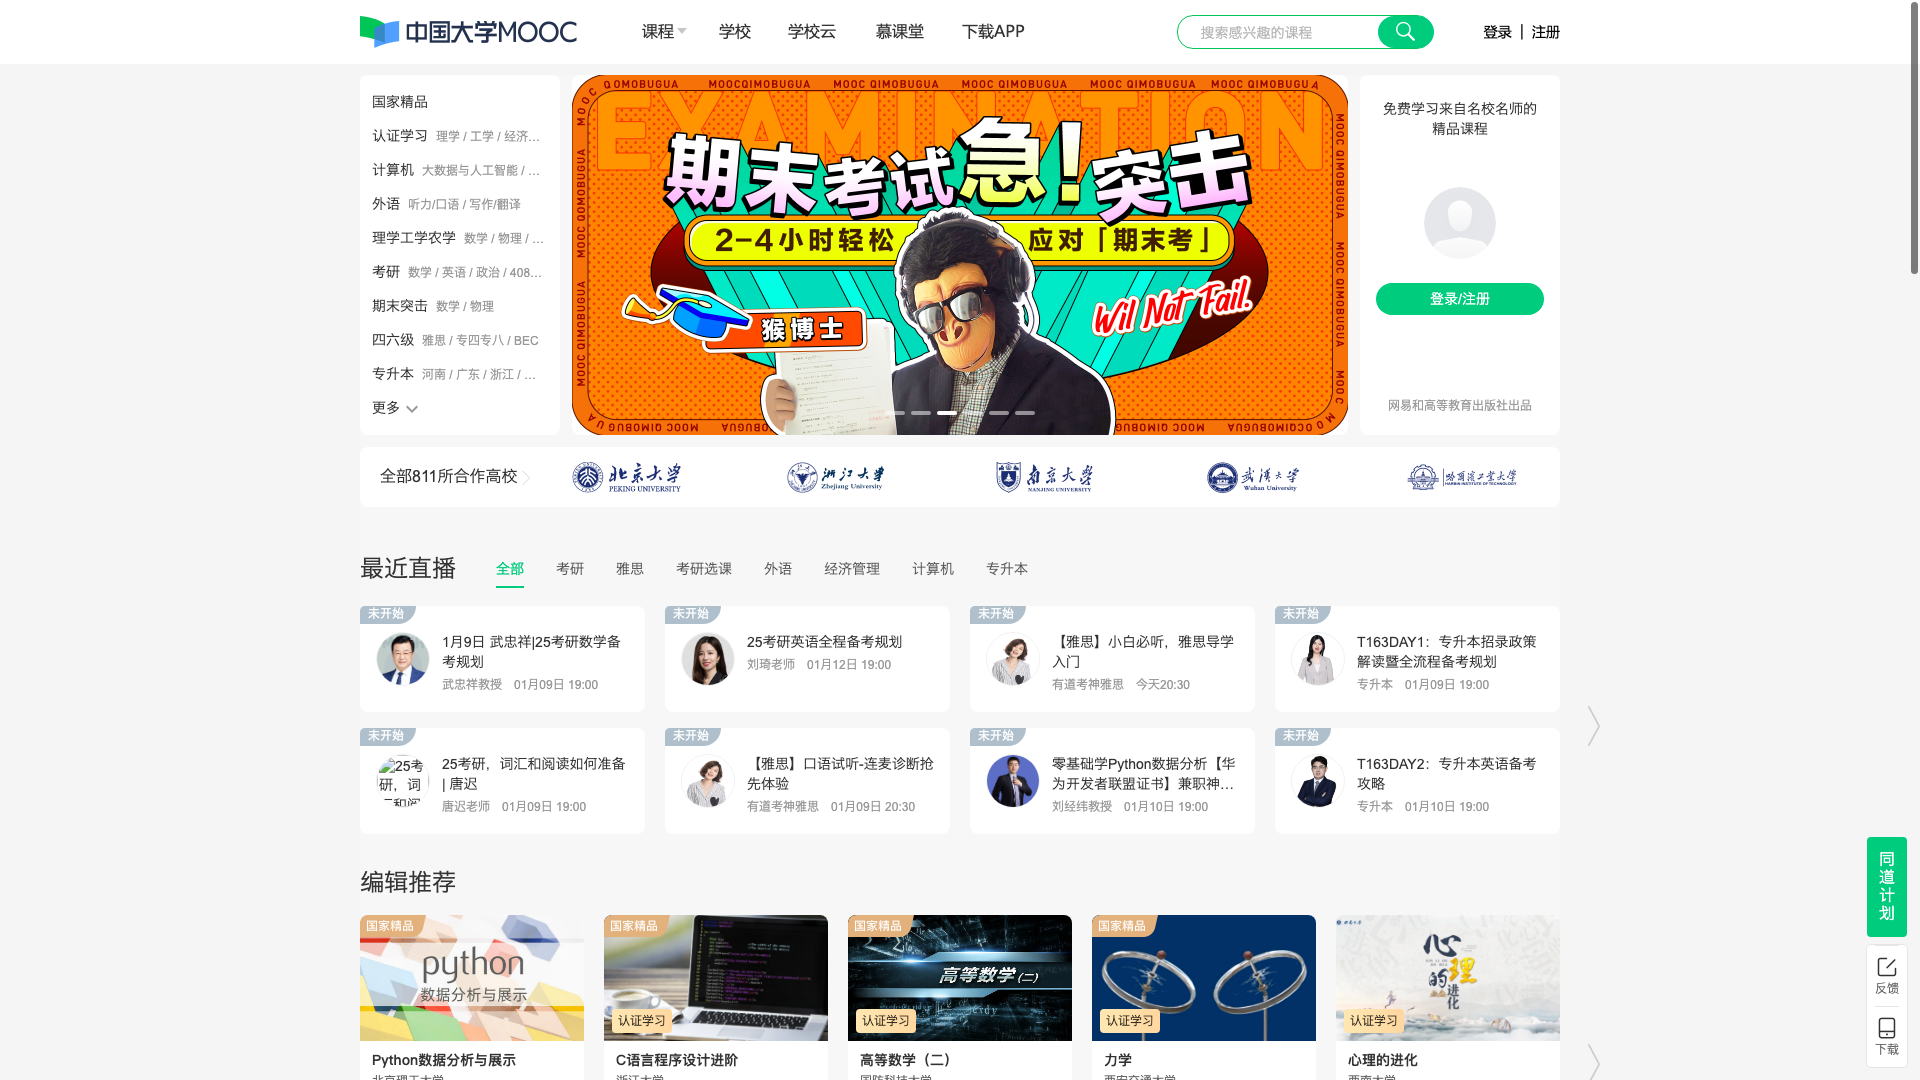 中国大学MOOC
课程
学校
学校云
慕课堂
下载APP
搜索感兴趣的课程
登录 | 注册
国家精品
认证学习 理学 / 工学 / 经济...
计算机 大数据与人工智能 / ...
外语 听力/口语 / 写作/翻译
理学工学农学 数学 / 物理 / ...
考研 数学 / 英语 / 政治 / 408...
期末突击 数学 / 物理
四六级 雅思 / 专四专八 / BEC
专升本 河南 / 广东 / 浙江 / ...
更多
EXAMINATION
期末考试急!突击
2-4小时轻松 应对「期末考」
猴博士
Wil Not Fail.
免费学习来自名校名师的
精品课程
登录/注册
网易和高等教育出版社出品
全部811所合作高校
北京大学
PEKING UNIVERSITY
浙江大学
Zhejiang University
南京大学
NANJING UNIVERSITY
武汉大学
Wuhan University
哈尔滨工业大学
HARBIN INSTITUTE OF TECHNOLOGY
最近直播
全部
考研
雅思
考研选课
外语
经济管理
计算机
专升本
未开始
1月9日 武忠祥|25考研数学备
考规划
武忠祥教授 01月09日 19:00
未开始
25考研英语全程备考规划
刘琦老师 01月12日 19:00
未开始
【雅思】小白必听，雅思导学
入门
有道考神雅思 今天20:30
未开始
T163DAY1：专升本招录政策
解读暨全流程备考规划
专升本 01月09日 19:00
未开始
25考
研，词
25考研，词汇和阅读如何准备
| 唐迟
唐迟老师 01月09日 19:00
未开始
【雅思】口语试听-连麦诊断抢
先体验
有道考神雅思 01月09日 20:30
未开始
零基础学Python数据分析【华
为开发者联盟证书】兼职神...
刘经纬教授 01月10日 19:00
未开始
T163DAY2：专升本英语备考
攻略
专升本 01月10日 19:00
编辑推荐
国家精品
python
数据分析与展示
Python数据分析与展示
北京理工大学
国家精品
认证学习
C语言程序设计进阶
浙江大学
国家精品
高等数学(二)
认证学习
高等数学（二）
国防科技大学
国家精品
认证学习
力学
西安交通大学
心理的进化
认证学习
心理的进化
西南大学
同道计划
反馈
下载